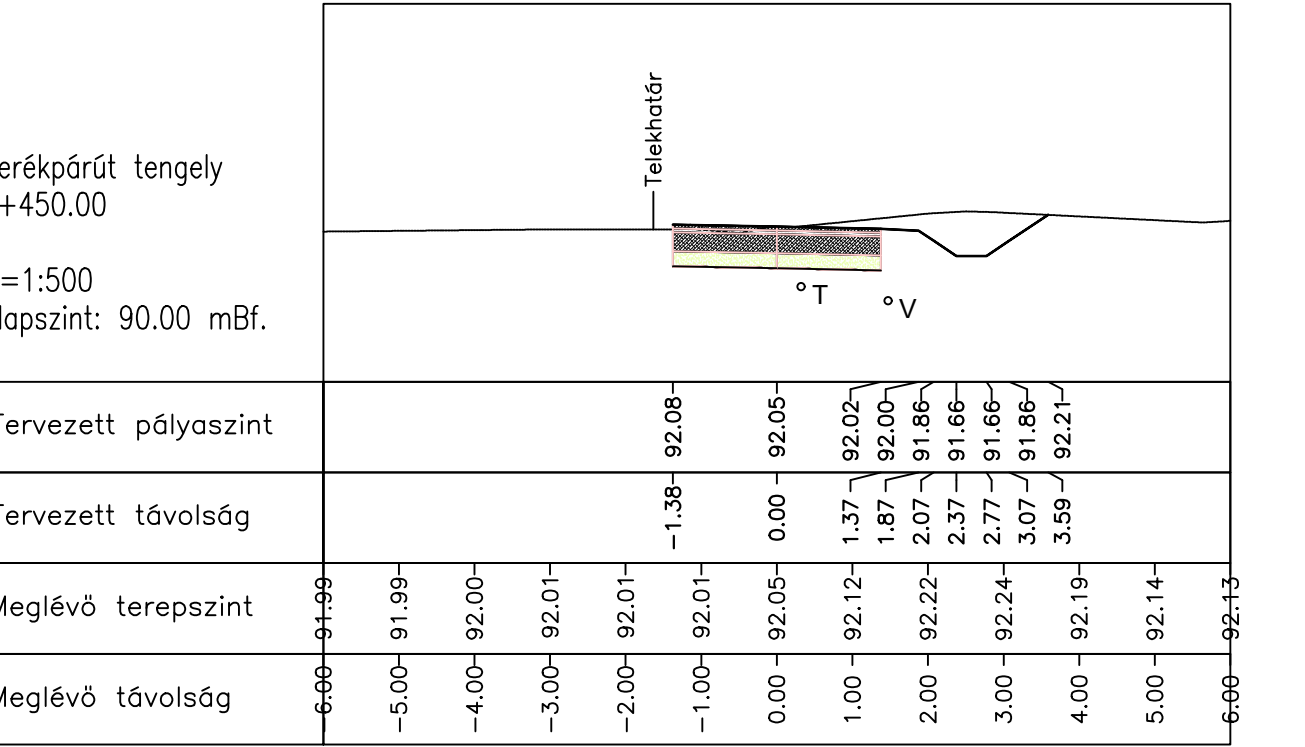 erékpárút tengely
+450.00
=1:500
lapszint: 90.00 mBf.
Telekhatár
T
V
Tervezett pályaszint 92.08 92.05 92.02 92.00 91.86 91.66 91.66 91.86 92.21
Tervezett távolság -1.38 0.00 1.37 1.87 2.07 2.37 2.77 3.07 3.59
Meglévő terepszint 91.99 91.99 92.00 92.01 92.01 92.01 92.05 92.12 92.22 92.24 92.19 92.14 92.13
Meglévő távolság -6.00 -5.00 -4.00 -3.00 -2.00 -1.00 0.00 1.00 2.00 3.00 4.00 5.00 6.00